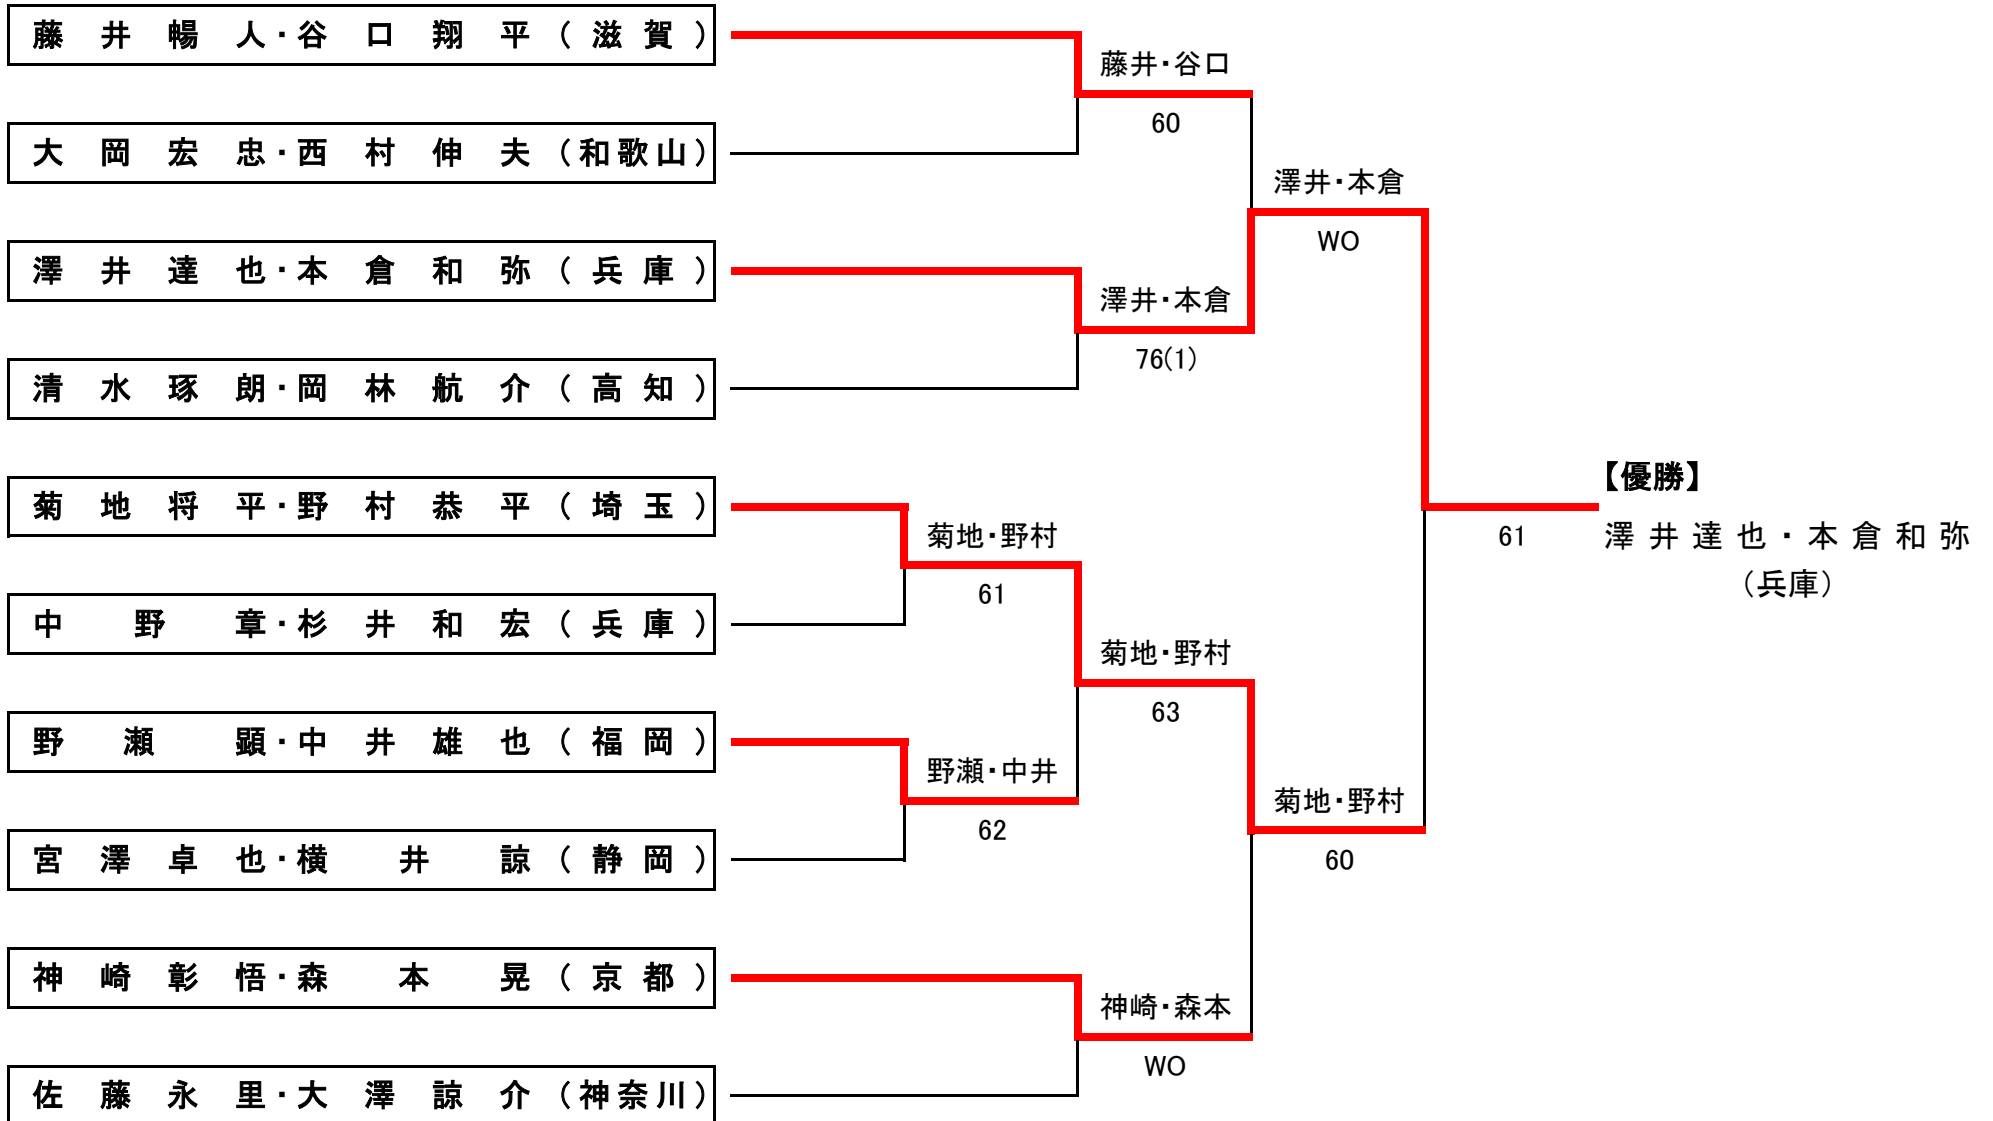 藤井暢人・谷口翔平(滋賀)
藤井・谷口
60
大岡宏忠・西村伸夫(和歌山)
澤井・本倉
WO
澤井達也・本倉和弥(兵庫)
澤井・本倉
76(1)
清水琢朗・岡林航介(高知)
【優勝】
菊地将平・野村恭平(埼玉)
菊地・野村
61
61
澤井達也・本倉和弥
(兵庫)
中野章・杉井和宏(兵庫)
菊地・野村
63
野瀬顕・中井雄也(福岡)
野瀬・中井
62
菊地・野村
60
宮澤卓也・横井諒(静岡)
神崎彰悟・森本晃(京都)
神崎・森本
WO
佐藤永里・大澤諒介(神奈川)